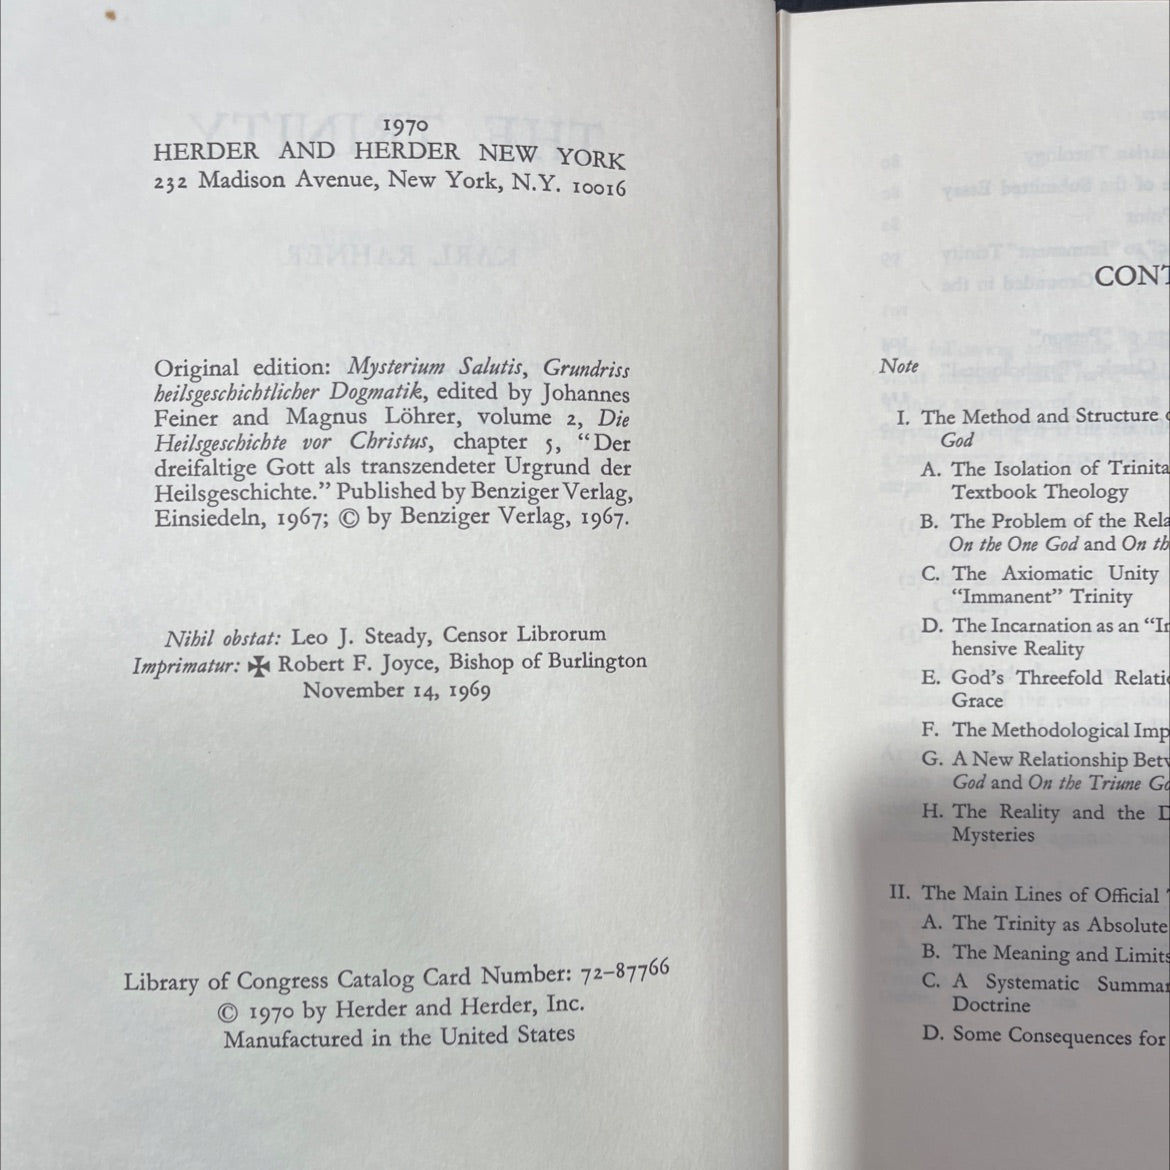 1970
HERDER AND HERDER NEW YORK
232 Madison Avenue, New York, N.Y. 10016
Original edition: Mysterium Salutis, Grundriss
heilsgeschichtlicher Dogmatik, edited by Johannes
Feiner and Magnus Löhrer, volume 2, Die
Heilsgeschichte vor Christus, chapter 5, “Der
dreifaltige Gott als transzendeter Urgrund der
Heilsgeschichte.” Published by Benziger Verlag,
Einsiedeln, 1967; © by Benziger Verlag, 1967.
Nihil obstat: Leo J. Steady, Censor Librorum
Imprimatur: ✠ Robert F. Joyce, Bishop of Burlington
November 14, 1969
Library of Congress Catalog Card Number: 72–87766
© 1970 by Herder and Herder, Inc.
Manufactured in the United States
CONT
Note
I. The Method and Structure
God
A. The Isolation of Trinita
Textbook Theology
B. The Problem of the Rela
On the One God and On th
C. The Axiomatic Unity
“Immanent” Trinity
D. The Incarnation as an “In
hensive Reality
E. God’s Threefold Relatio
Grace
F. The Methodological Imp
G. A New Relationship Betw
God and On the Triune Go
H. The Reality and the D
Mysteries
II. The Main Lines of Official
A. The Trinity as Absolute
B. The Meaning and Limits
C. A Systematic Summar
Doctrine
D. Some Consequences for